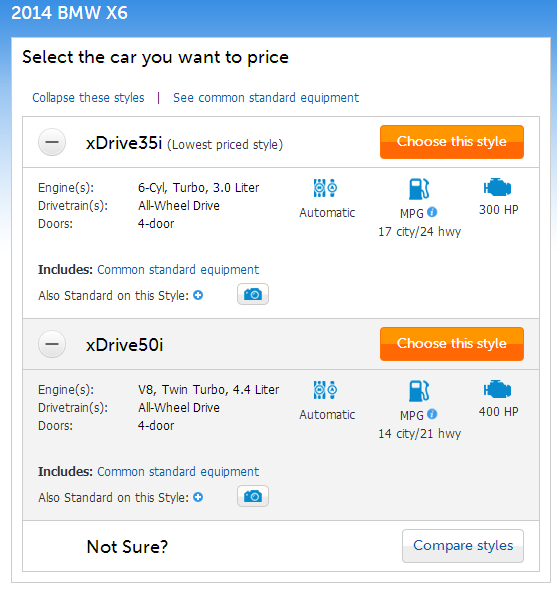 2014 BMW X6
Select the car you want to price
Collapse these styles | See common standard equipment
xDrive35i (Lowest priced style) Choose this style
Engine(s): 6-Cyl, Turbo, 3.0 Liter
Drivetrain(s): All-Wheel Drive
Doors: 4-door
Automatic
MPG i
17 city/24 hwy
300 HP
Includes: Common standard equipment
Also Standard on this Style:
xDrive50i Choose this style
Engine(s): V8, Twin Turbo, 4.4 Liter
Drivetrain(s): All-Wheel Drive
Doors: 4-door
Automatic
MPG i
14 city/21 hwy
400 HP
Includes: Common standard equipment
Also Standard on this Style:
Not Sure? Compare styles